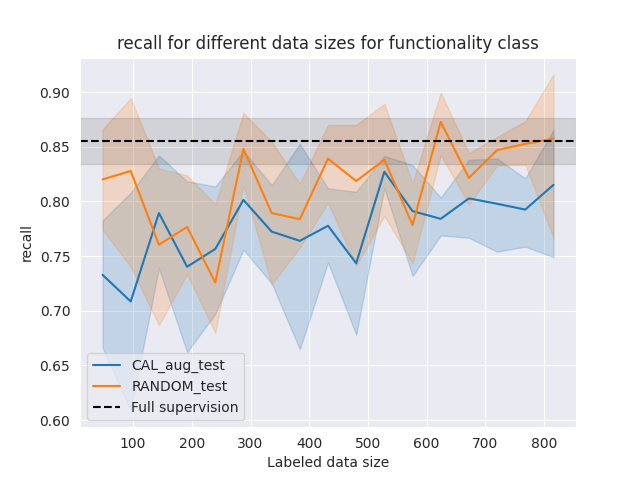 recall for different data sizes for functionality class
recall
0.90
0.85
0.80
0.75
0.70
0.65
0.60
CAL_aug_test
RANDOM_test
Full supervision
100 200 300 400 500 600 700 800
Labeled data size